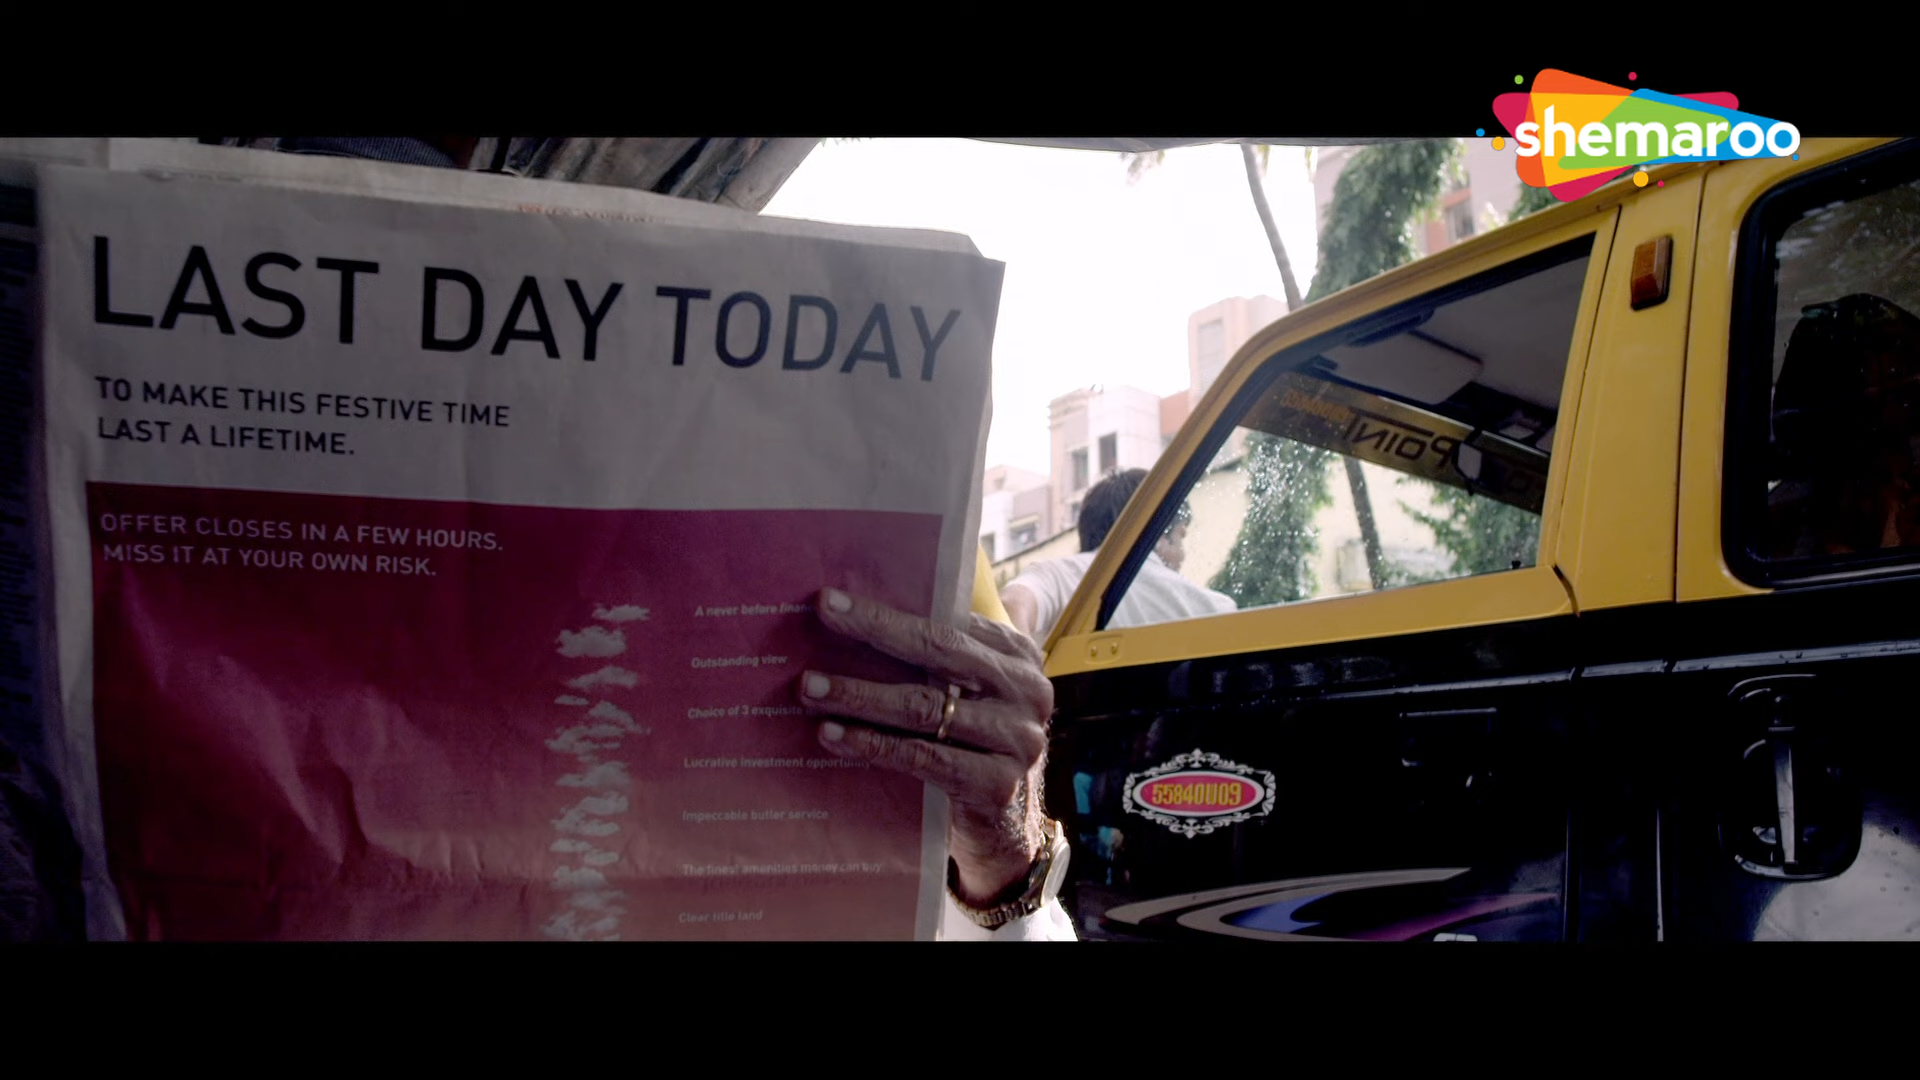 shemaroo
LAST DAY TODAY
TO MAKE THIS FESTIVE TIME
LAST A LIFETIME.
OFFER CLOSES IN A FEW HOURS.
MISS IT AT YOUR OWN RISK.
A never before
Outstanding view
Choice of 3 exquisite
Lucrative investment opportunity
Impeccable butler service
The finest amenities money can buy
Clear title land
POINT
55840U09